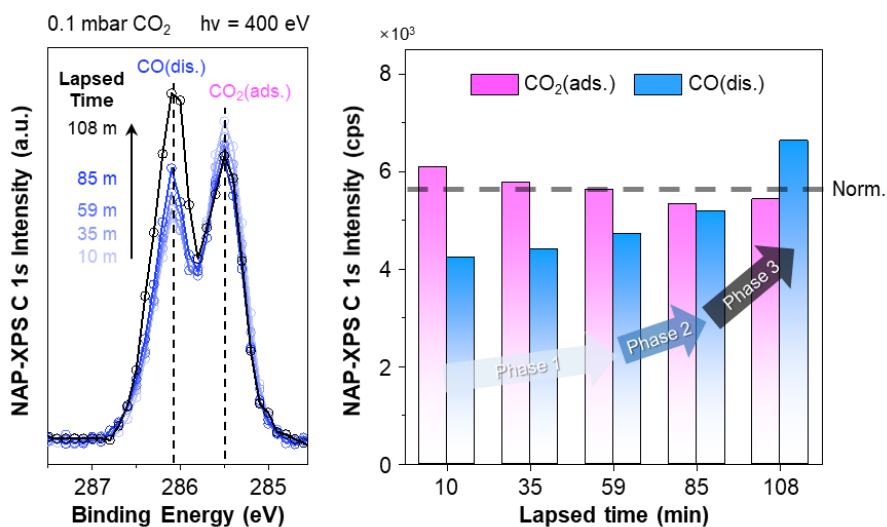 0.1 mbar CO₂ hv = 400 eV
NAP-XPS C 1s Intensity (a.u.)
Lapsed
Time
108 m
85 m
59 m
35 m
10 m
CO(dis.)
CO₂(ads.)
287
286
285
Binding Energy (eV)
×10³
NAP-XPS C 1s Intensity (cps)
8
6
4
2
0
CO₂(ads.)
CO(dis.)
Norm.
Phase 1
Phase 2
Phase 3
10
35
59
85
108
Lapsed time (min)